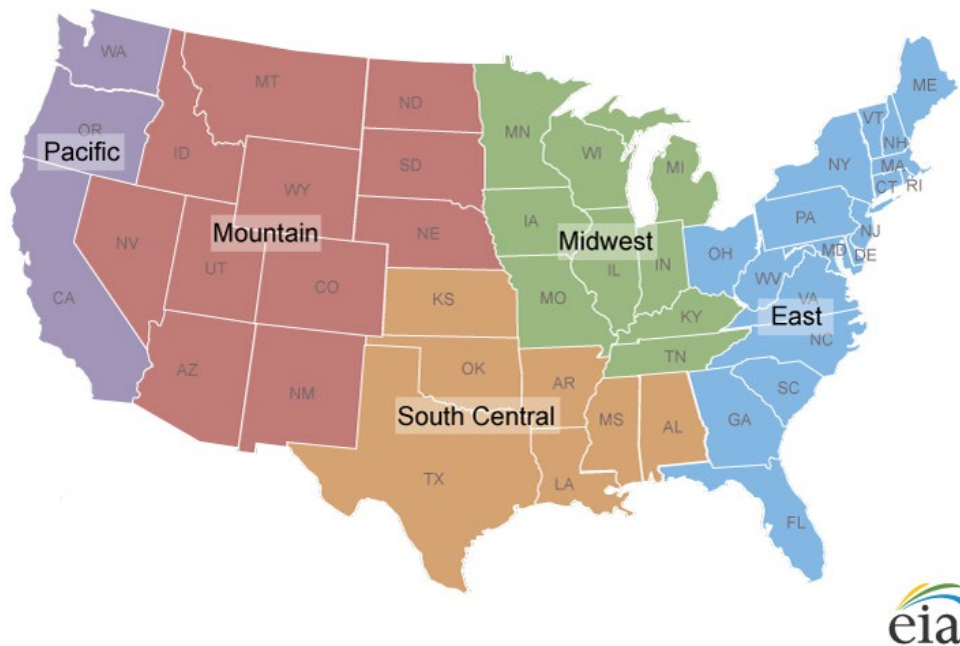 WA
MT
ND
MN
ME
OR
Pacific
ID
SD
WI
MI
VT
NH
NY
MA
CT
RI
WY
Mountain
NE
IA
Midwest
PA
NJ
NV
UT
CO
IL
IN
OH
MD
DE
WV
VA
CA
KS
MO
KY
East
NC
AZ
NM
OK
AR
TN
SC
South Central
MS
AL
GA
TX
LA
FL
eia